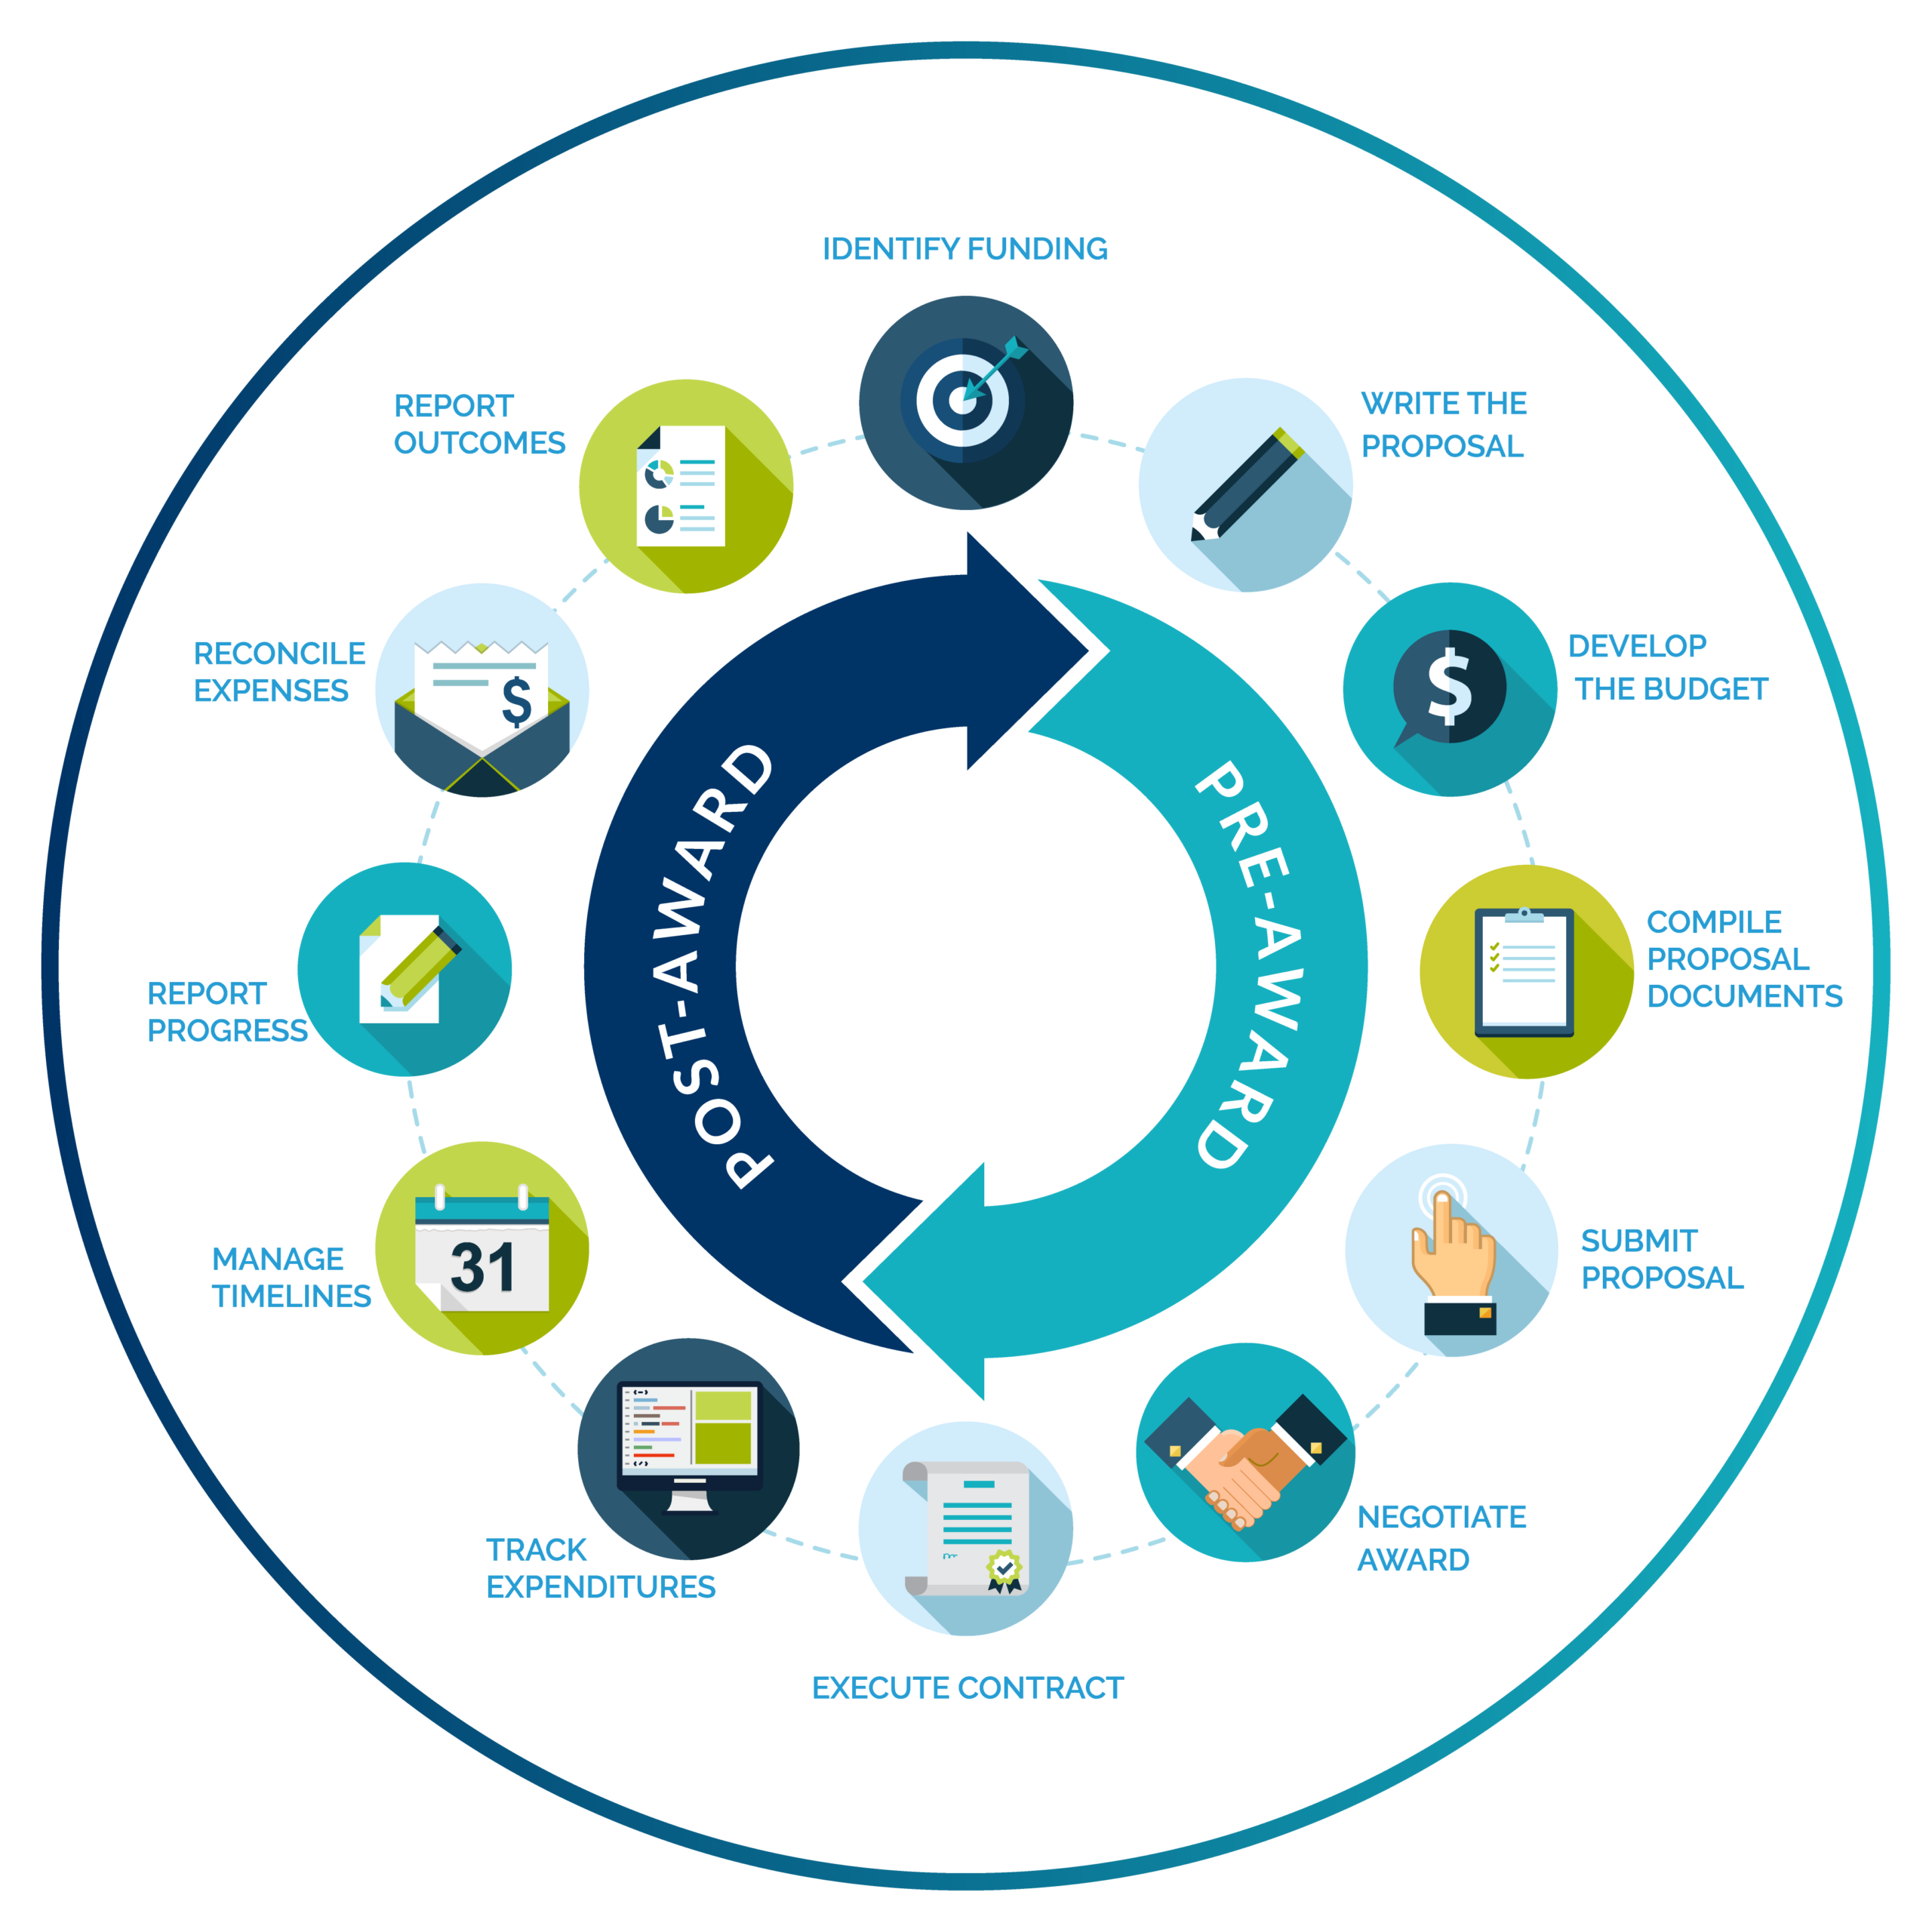 IDENTIFY FUNDING
WRITE THE
PROPOSAL
DEVELOP
THE BUDGET
$
COMPILE
PROPOSAL
DOCUMENTS
SUBMIT
PROPOSAL
NEGOTIATE
AWARD
EXECUTE CONTRACT
TRACK
EXPENDITURES
MANAGE
TIMELINES
31
REPORT
PROGRESS
RECONCILE
EXPENSES
$
REPORT
OUTCOMES
PRE-AWARD
POST-AWARD